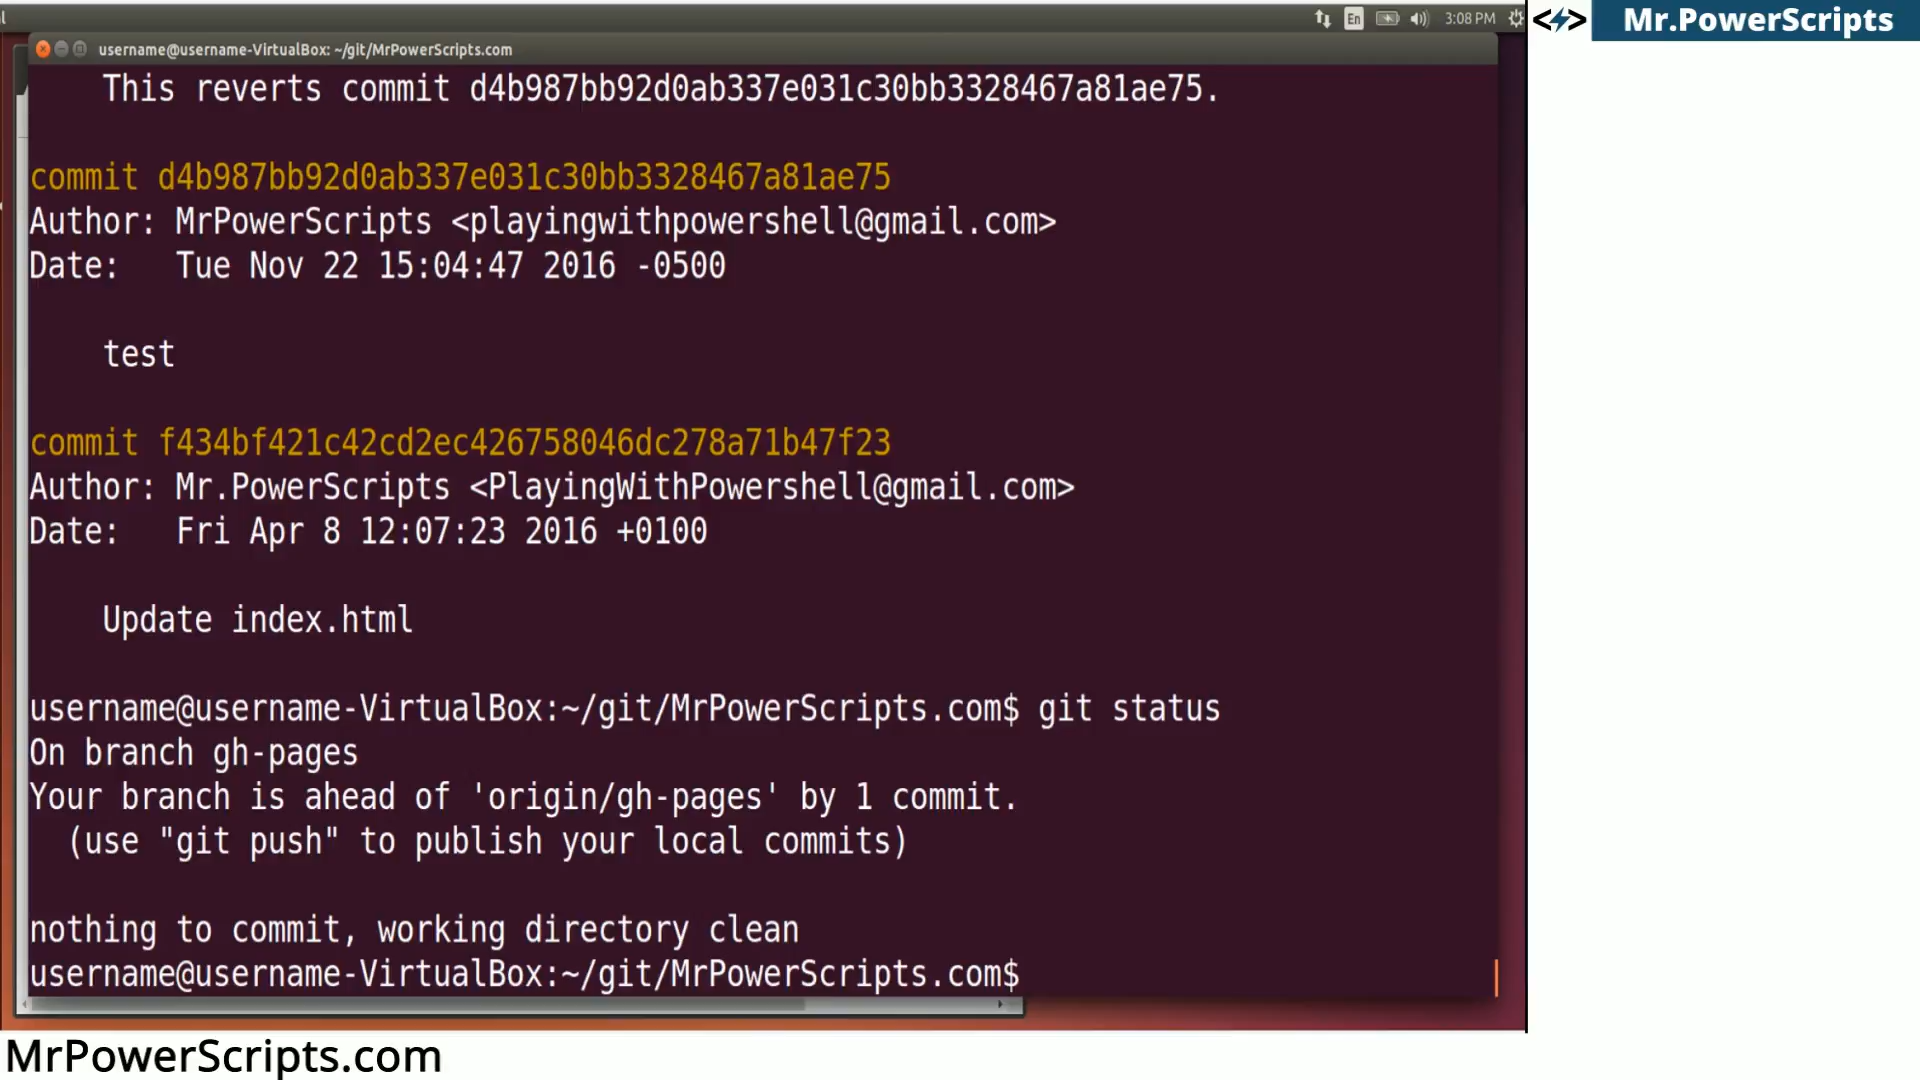 En
3:08 PM
Mr.PowerScripts
username@username-VirtualBox: ~/git/MrPowerScripts.com
This reverts commit d4b987bb92d0ab337e031c30bb3328467a81ae75.
commit d4b987bb92d0ab337e031c30bb3328467a81ae75
Author: MrPowerScripts <playingwithpowershell@gmail.com>
Date:   Tue Nov 22 15:04:47 2016 -0500
test
commit f434bf421c42cd2ec426758046dc278a71b47f23
Author: Mr.PowerScripts <PlayingWithPowershell@gmail.com>
Date:   Fri Apr 8 12:07:23 2016 +0100
Update index.html
username@username-VirtualBox:~/git/MrPowerScripts.com$ git status
On branch gh-pages
Your branch is ahead of 'origin/gh-pages' by 1 commit.
(use "git push" to publish your local commits)
nothing to commit, working directory clean
username@username-VirtualBox:~/git/MrPowerScripts.com$
MrPowerScripts.com